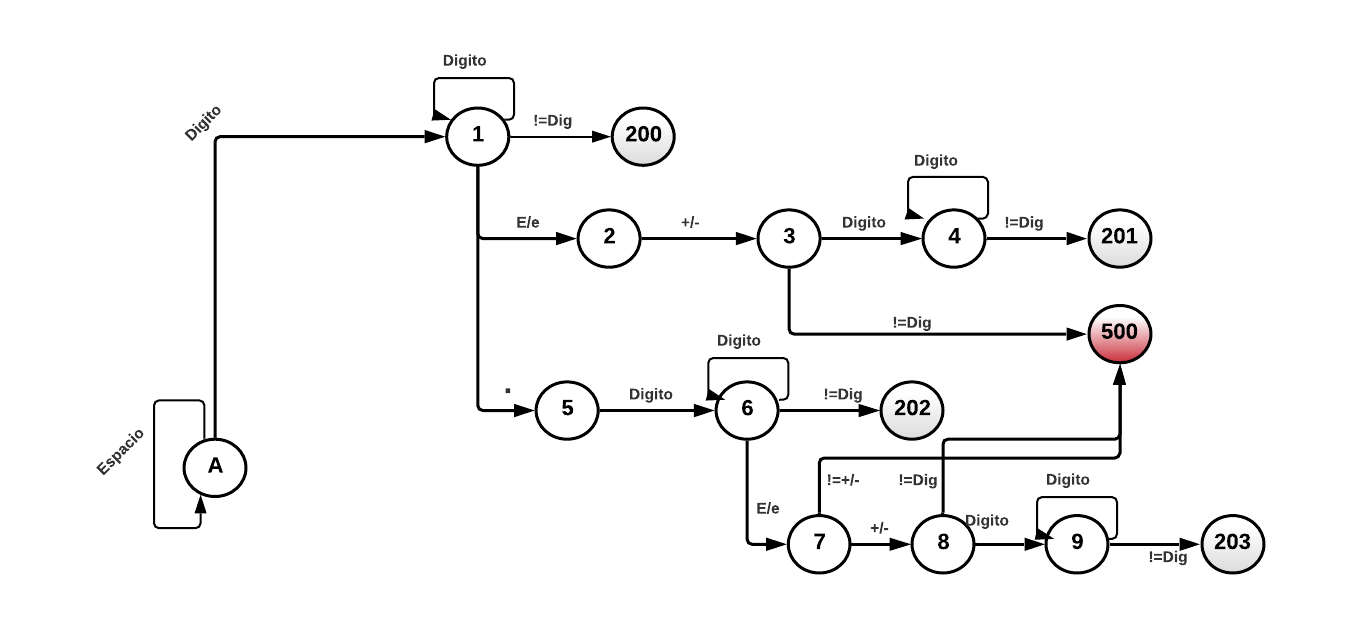 Digito
Digito
1
!=Dig
200
E/e
2
+/-
3
Digito
Digito
4
!=Dig
201
!=Dig
500
.
5
Digito
Digito
6
!=Dig
202
Espacio
A
E/e
!=+/-
7
+/-
!=Dig
8
Digito
Digito
9
!=Dig
203